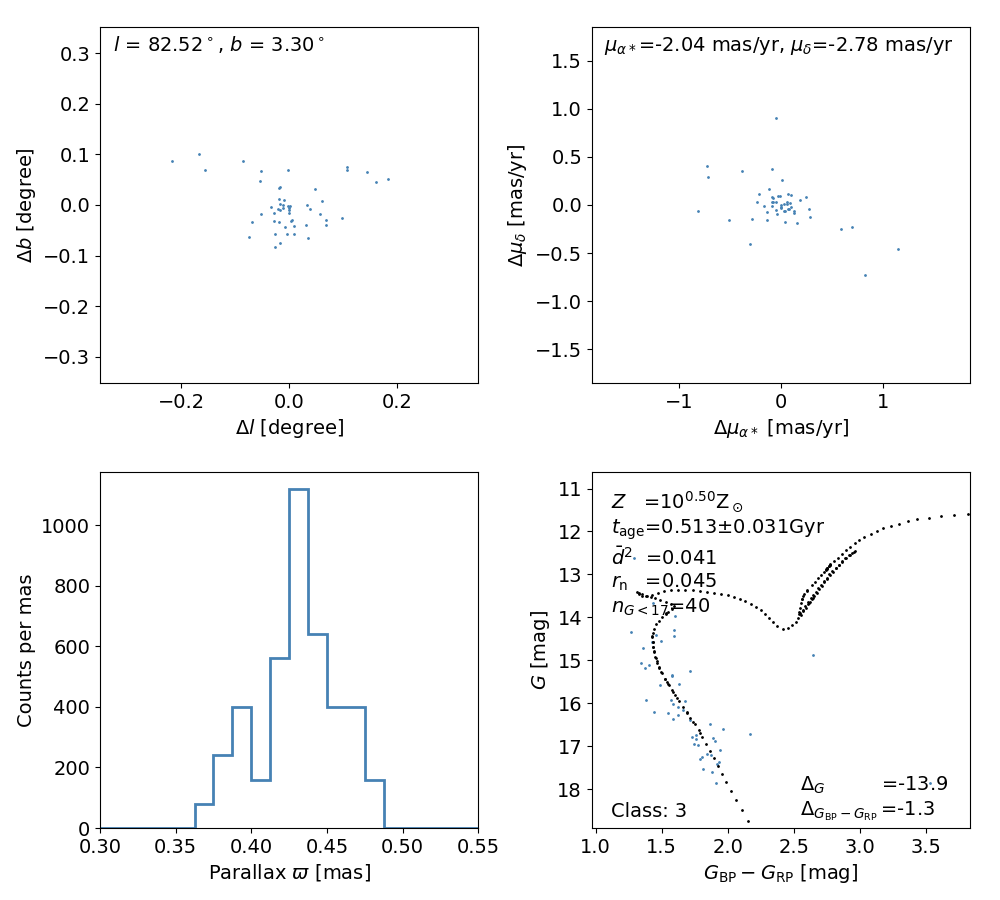 l = 82.52°, b = 3.30°
0.3
0.2
0.1
0.0
−0.1
−0.2
−0.3
Δb [degree]
−0.2
0.0
0.2
Δl [degree]
μα∗=-2.04 mas/yr, μδ=-2.78 mas/yr
1.5
1.0
0.5
0.0
−0.5
−1.0
−1.5
Δμδ [mas/yr]
−1
0
1
Δμα∗ [mas/yr]
1000
800
600
400
200
0
Counts per mas
0.30
0.35
0.40
0.45
0.50
0.55
Parallax ϖ [mas]
Z =10^0.50 Z⊙
t_age=0.513±0.031Gyr
d̄² =0.041
r_n =0.045
n_G<17=40
11
12
13
14
15
16
17
18
G [mag]
Δ_G =-13.9
Class: 3
Δ_GBP−GRP=-1.3
1.0
1.5
2.0
2.5
3.0
3.5
G_BP − G_RP [mag]